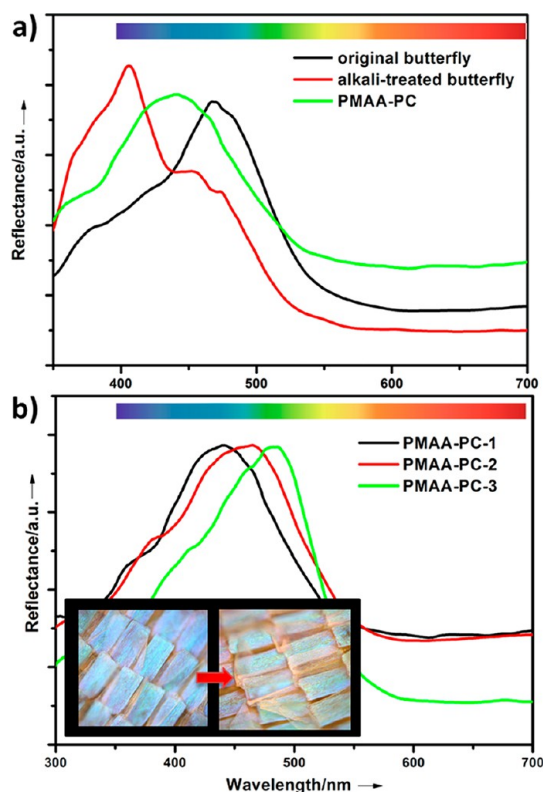 a)
original butterfly
alkali-treated butterfly
PMAA-PC
Reflectance/a.u.
400 500 600 700
b)
PMAA-PC-1
PMAA-PC-2
PMAA-PC-3
Reflectance/a.u.
300 400 500 600 700
Wavelength/nm